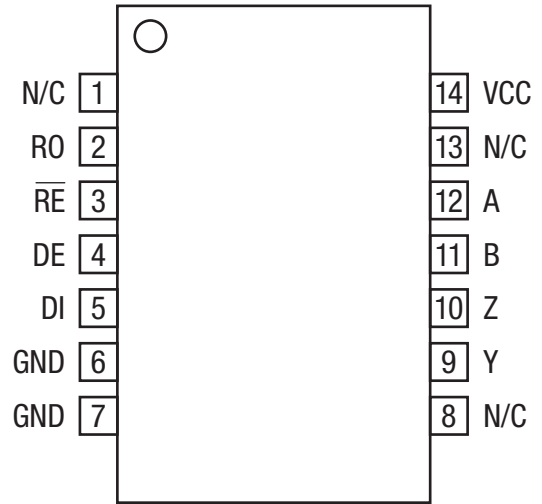 N/C 1 14 VCC
RO 2 13 N/C
R̅E̅ 3 12 A
DE 4 11 B
DI 5 10 Z
GND 6 9 Y
GND 7 8 N/C